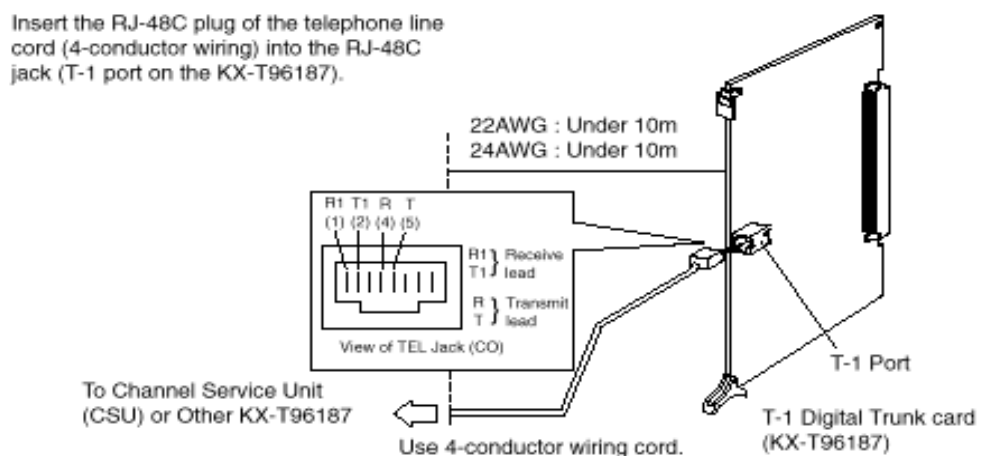 Insert the RJ-48C plug of the telephone line
cord (4-conductor wiring) into the RJ-48C
jack (T-1 port on the KX-T96187).
22AWG : Under 10m
24AWG : Under 10m
R1 T1 R T
(1) (2) (4) (5)
R1 } Receive
T1 } lead
R } Transmit
T } lead
View of TEL Jack (CO)
T-1 Port
To Channel Service Unit
(CSU) or Other KX-T96187
T-1 Digital Trunk card
(KX-T96187)
Use 4-conductor wiring cord.